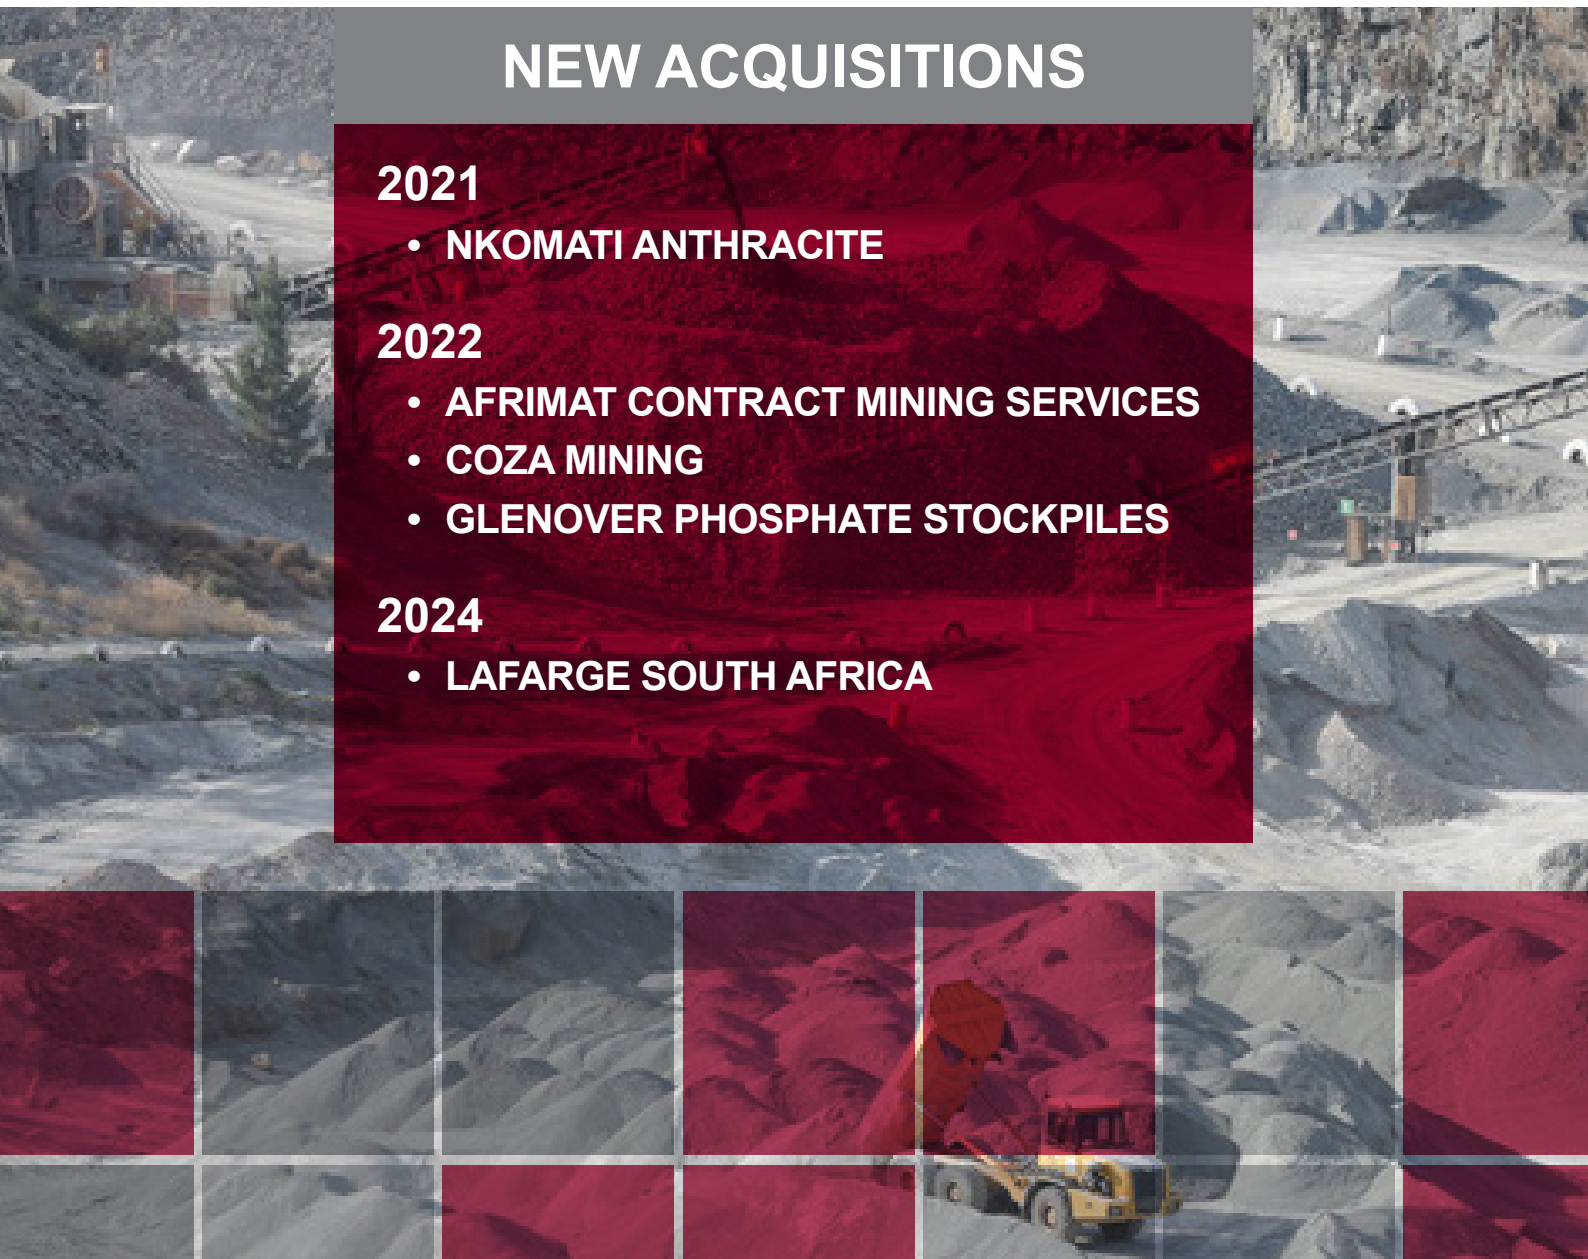 NEW ACQUISITIONS
2021
• NKOMATI ANTHRACITE
2022
• AFRIMAT CONTRACT MINING SERVICES
• COZA MINING
• GLENOVER PHOSPHATE STOCKPILES
2024
• LAFARGE SOUTH AFRICA